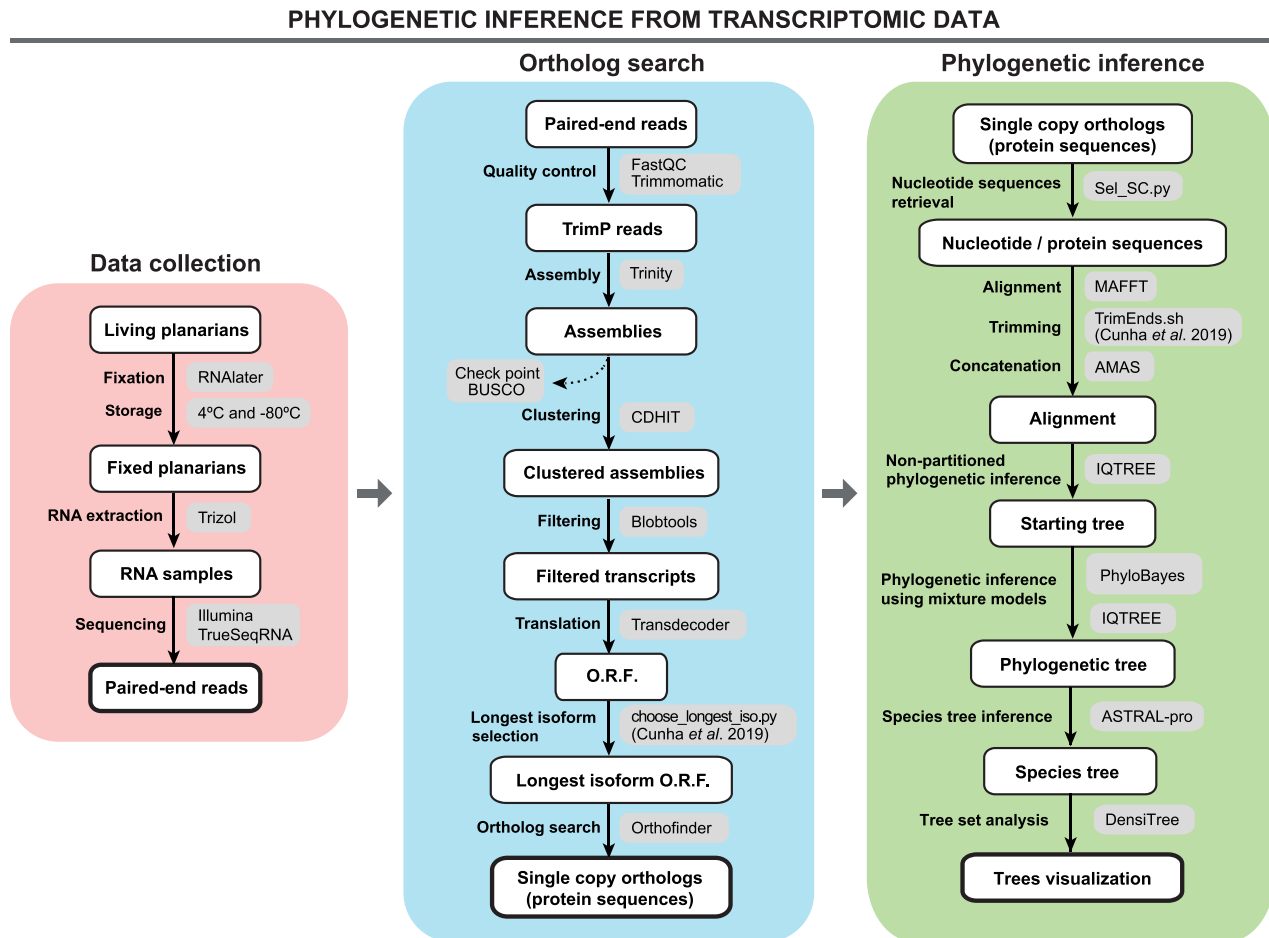 PHYLOGENETIC INFERENCE FROM TRANSCRIPTOMIC DATA
Data collection
Living planarians
Fixation
RNAlater
Storage
4ºC and -80ºC
Fixed planarians
RNA extraction
Trizol
RNA samples
Sequencing
Illumina
TrueSeqRNA
Paired-end reads
Ortholog search
Paired-end reads
Quality control
FastQC
Trimmomatic
TrimP reads
Assembly
Trinity
Assemblies
Check point
BUSCO
Clustering
CDHIT
Clustered assemblies
Filtering
Blobtools
Filtered transcripts
Translation
Transdecoder
O.R.F.
Longest isoform
selection
choose_longest_iso.py
(Cunha et al. 2019)
Longest isoform O.R.F.
Ortholog search
Orthofinder
Single copy orthologs
(protein sequences)
Phylogenetic inference
Single copy orthologs
(protein sequences)
Nucleotide sequences
retrieval
Sel_SC.py
Nucleotide / protein sequences
Alignment
MAFFT
Trimming
TrimEnds.sh
(Cunha et al. 2019)
Concatenation
AMAS
Alignment
Non-partitioned
phylogenetic inference
IQTREE
Starting tree
Phylogenetic inference
using mixture models
PhyloBayes
IQTREE
Phylogenetic tree
Species tree inference
ASTRAL-pro
Species tree
Tree set analysis
DensiTree
Trees visualization